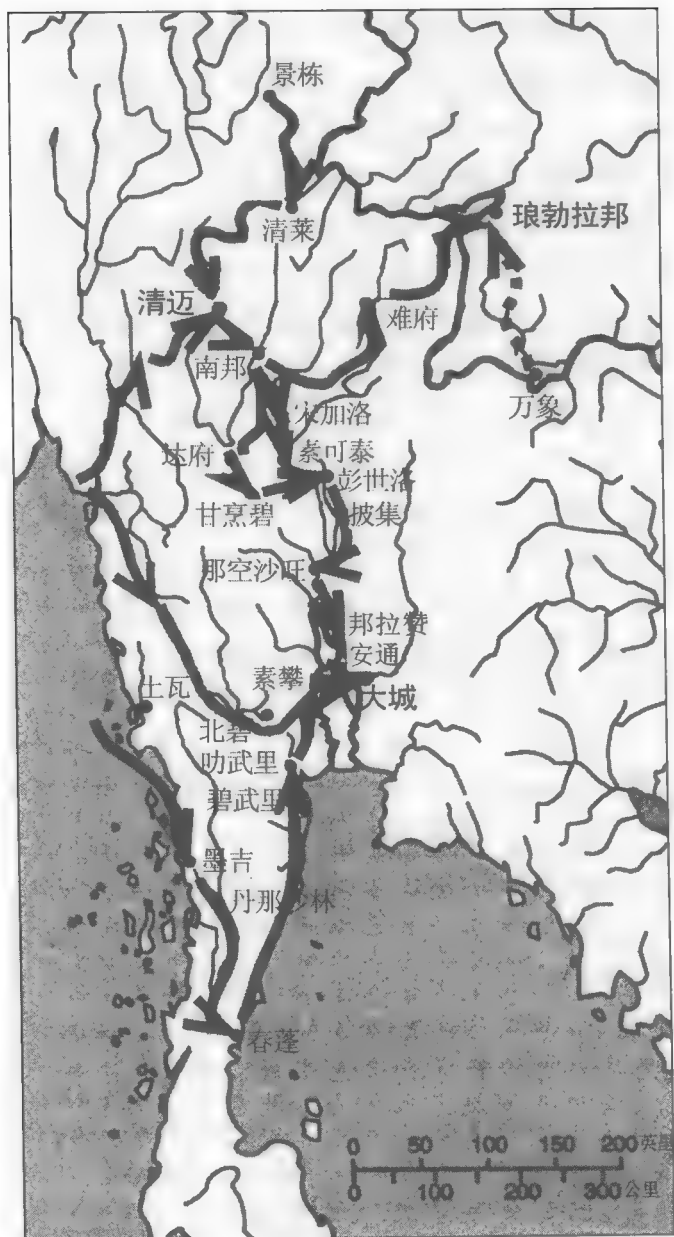 景栋
琅勃拉邦
清莱
清迈
难府
南邦
万象
宋加洛
达府
素可泰
彭世洛
甘烹碧
披集
那空沙旺
邦拉赞
安通
素攀
土瓦
大城
北碧
叻武里
碧武里
墨吉
丹那沙林
春蓬
0 50 100 150 200 英里
0 100 200 300 公里